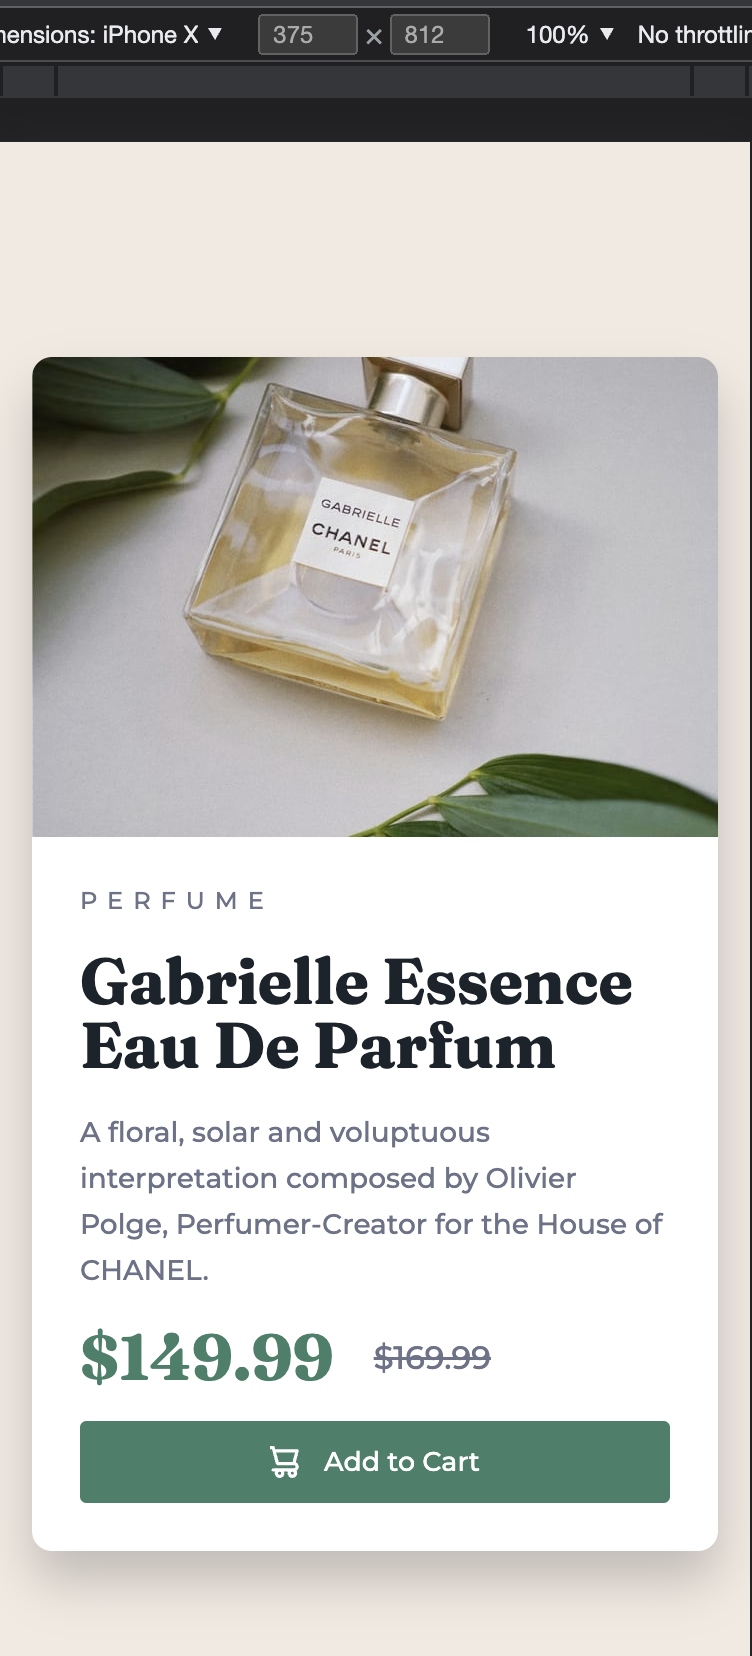 mensions: iPhone X ▼ 375 × 812 100% ▼ No throttlin
GABRIELLE
CHANEL
PARIS
PERFUME
Gabrielle Essence
Eau De Parfum
A floral, solar and voluptuous
interpretation composed by Olivier
Polge, Perfumer-Creator for the House of
CHANEL.
$149.99 $169.99
Add to Cart